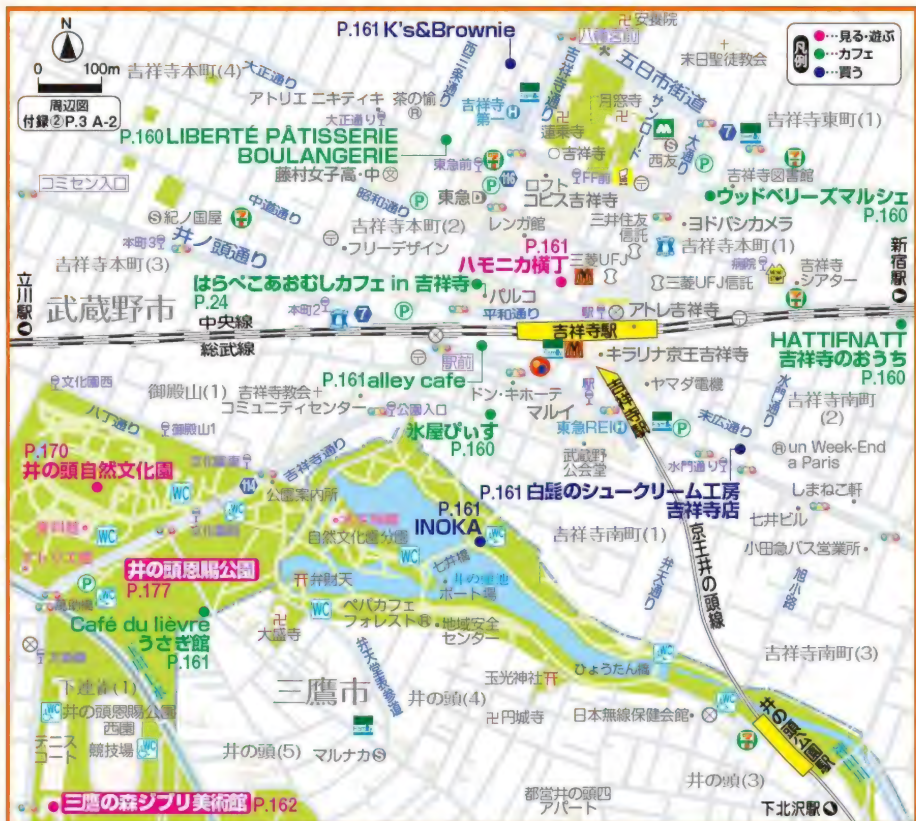 N
0 100m
周辺図
付録②P.3 A-2
凡例
…見る・遊ぶ
…カフェ
…買う
P.161 K's&Brownie
八幡宮前
安養院
末日聖徒教会
五日市街道
吉祥寺本町(4)
大正通り
西三条通り
吉祥寺通り
アトリエ ニキティキ
茶の愉
大正通り
吉祥寺第一
月窓寺
蓮乗寺
サンロード
大通り
西友
吉祥寺東町(1)
P.160 LIBERTÉ PÂTISSERIE
BOULANGERIE
藤村女子高・中
東急前
吉祥寺
吉祥寺図書館
コミセン入口
中道通り
昭和通り
東急
116
ロフト
FF前
コピス吉祥寺
ウッドベリーズマルシェ
P.160
紀ノ国屋
吉祥寺本町(2)
レンガ館
三井住友信託
ヨドバシカメラ
井ノ頭通り
本町3
フリーデザイン
P.161
ハモニカ横丁
三菱UFJ
吉祥寺本町(1)
新宿駅
吉祥寺本町(3)
三菱UFJ信託
病院
吉祥寺シアター
立川駅
武蔵野市
はらぺこあおむしカフェ in 吉祥寺
P.24
パルコ
本町2
7
平和通り
駅
アトレ吉祥寺
中央線
総武線
吉祥寺駅
HATTIFNATT
吉祥寺のおうち
P.160
駅前
キラリナ京王吉祥寺
文化園西
御殿山(1)
吉祥寺教会
コミュニティセンター
P.161 alley cafe
ドン・キホーテ
マルイ
駅
吉祥寺駅
ヤマダ電機
水門通り
吉祥寺南町
(2)
八丁通り
御殿山1
公園入口
氷屋ぴぃす
P.160
東急REI
末広通り
un Week-End
a Paris
P.170
井の頭自然文化園
吉祥寺通り
武蔵野公会堂
水門通り
114
公園案内所
P.161 白髭のシュークリーム工房
吉祥寺店
しまねこ軒
七井ビル
WC
自然文化園分園
P.161
INOKA
吉祥寺南町(1)
小田急バス営業所
井の頭恩賜公園
P.177
七井橋
井の頭池
ボート場
弁天通り
京王井の頭線
旭小路
弁財天
萬助橋
Café du lièvre
うさぎ館
P.161
大盛寺
ペパカフェ
フォレスト
地域安全センター
吉祥寺南町(3)
下連雀(1)
三鷹市
井の頭(4)
玉光神社
ひょうたん橋
井の頭恩賜公園
西園
円城寺
日本無線保健会館
井の頭公園駅
テニスコート
競技場
井の頭(5)
マルナカ
井の頭(3)
三鷹の森ジブリ美術館 P.162
都営井の頭四
アパート
下北沢駅